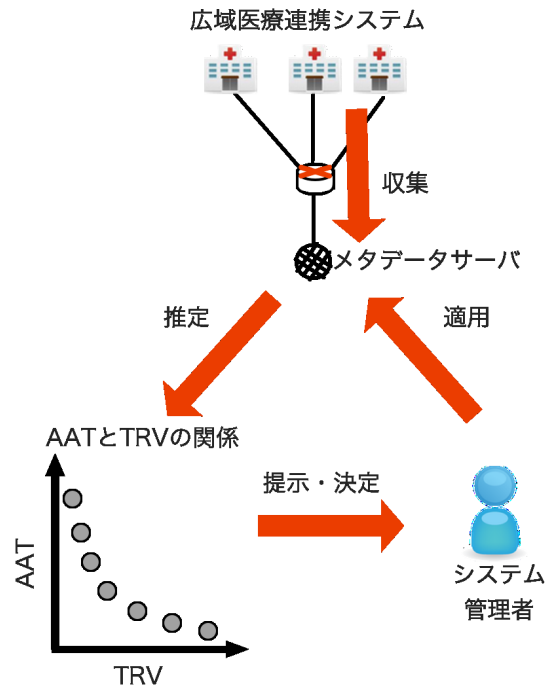 広域医療連携システム
収集
メタデータサーバ
推定
適用
AATとTRVの関係
提示・決定
AAT
TRV
システム
管理者